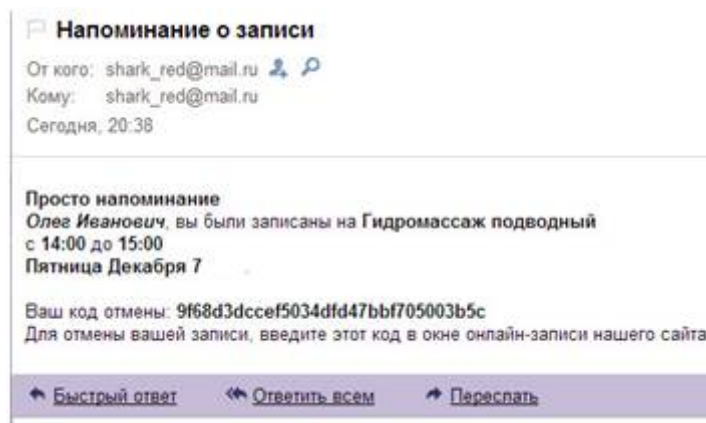 Напоминание о записи
От кого: shark_red@mail.ru
Кому: shark_red@mail.ru
Сегодня, 20:38
Просто напоминание
Олег Иванович, вы были записаны на Гидромассаж подводный
с 14:00 до 15:00
Пятница Декабря 7
Ваш код отмены: 9f68d3dccef5034dfd47bbf705003b5c
Для отмены вашей записи, введите этот код в окне онлайн-записи нашего сайта
Быстрый ответ Ответить всем Переслать